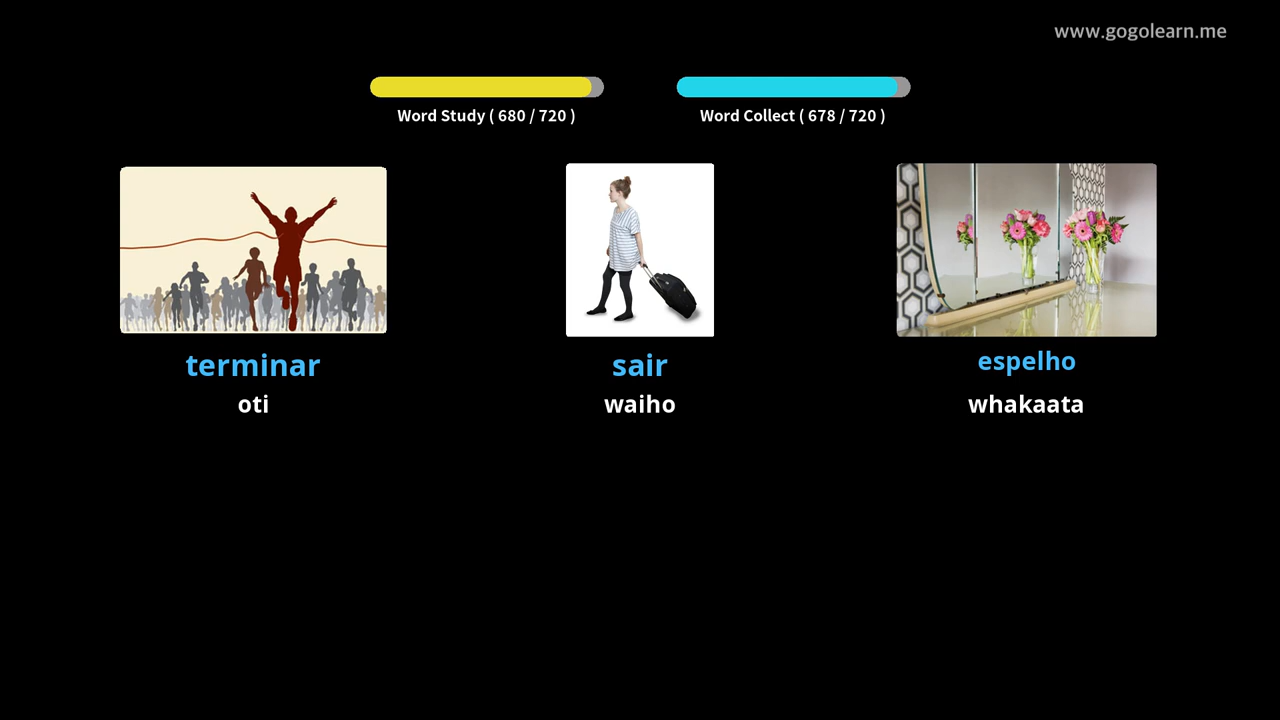 www.gogolearn.me
Word Study ( 680 / 720 )
Word Collect ( 678 / 720 )
terminar
oti
sair
waiho
espelho
whakaata